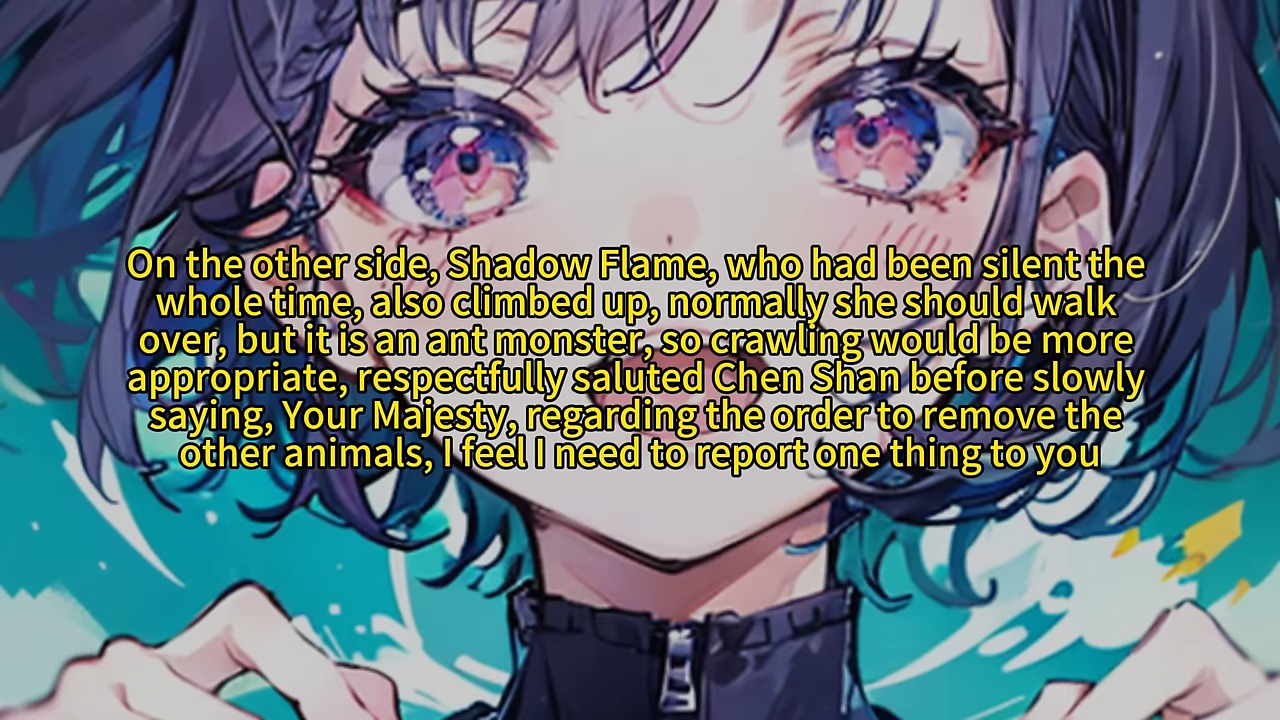 On the other side, Shadow Flame, who had been silent the
whole time, also climbed up, normally she should walk
over, but it is an ant monster, so crawling would be more
appropriate, respectfully saluted Chen Shan before slowly
saying, Your Majesty, regarding the order to remove the
other animals, I feel I need to report one thing to you